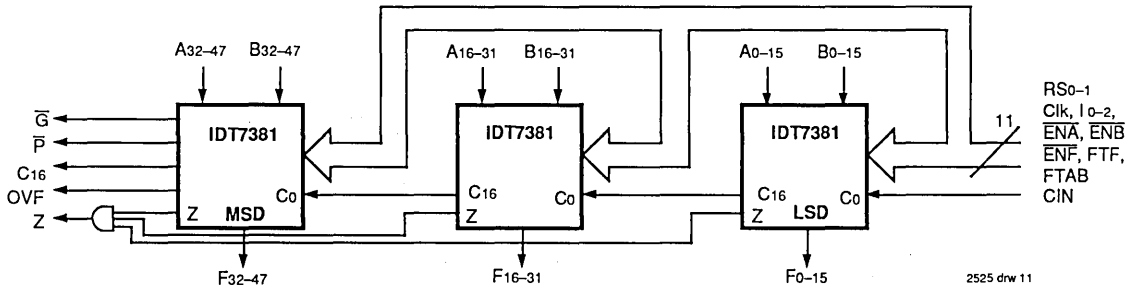 A32–47 B32–47 A16–31 B16–31 A0–15 B0–15
RS0–1
Clk, I0–2,
11 ENA, ENB
ENF, FTF,
FTAB
CIN
G
P
C16
OVF
Z
IDT7381 IDT7381 IDT7381
C0 C16 C0 C16 C0
Z MSD Z Z LSD
F32–47 F16–31 F0–15
2525 drw 11